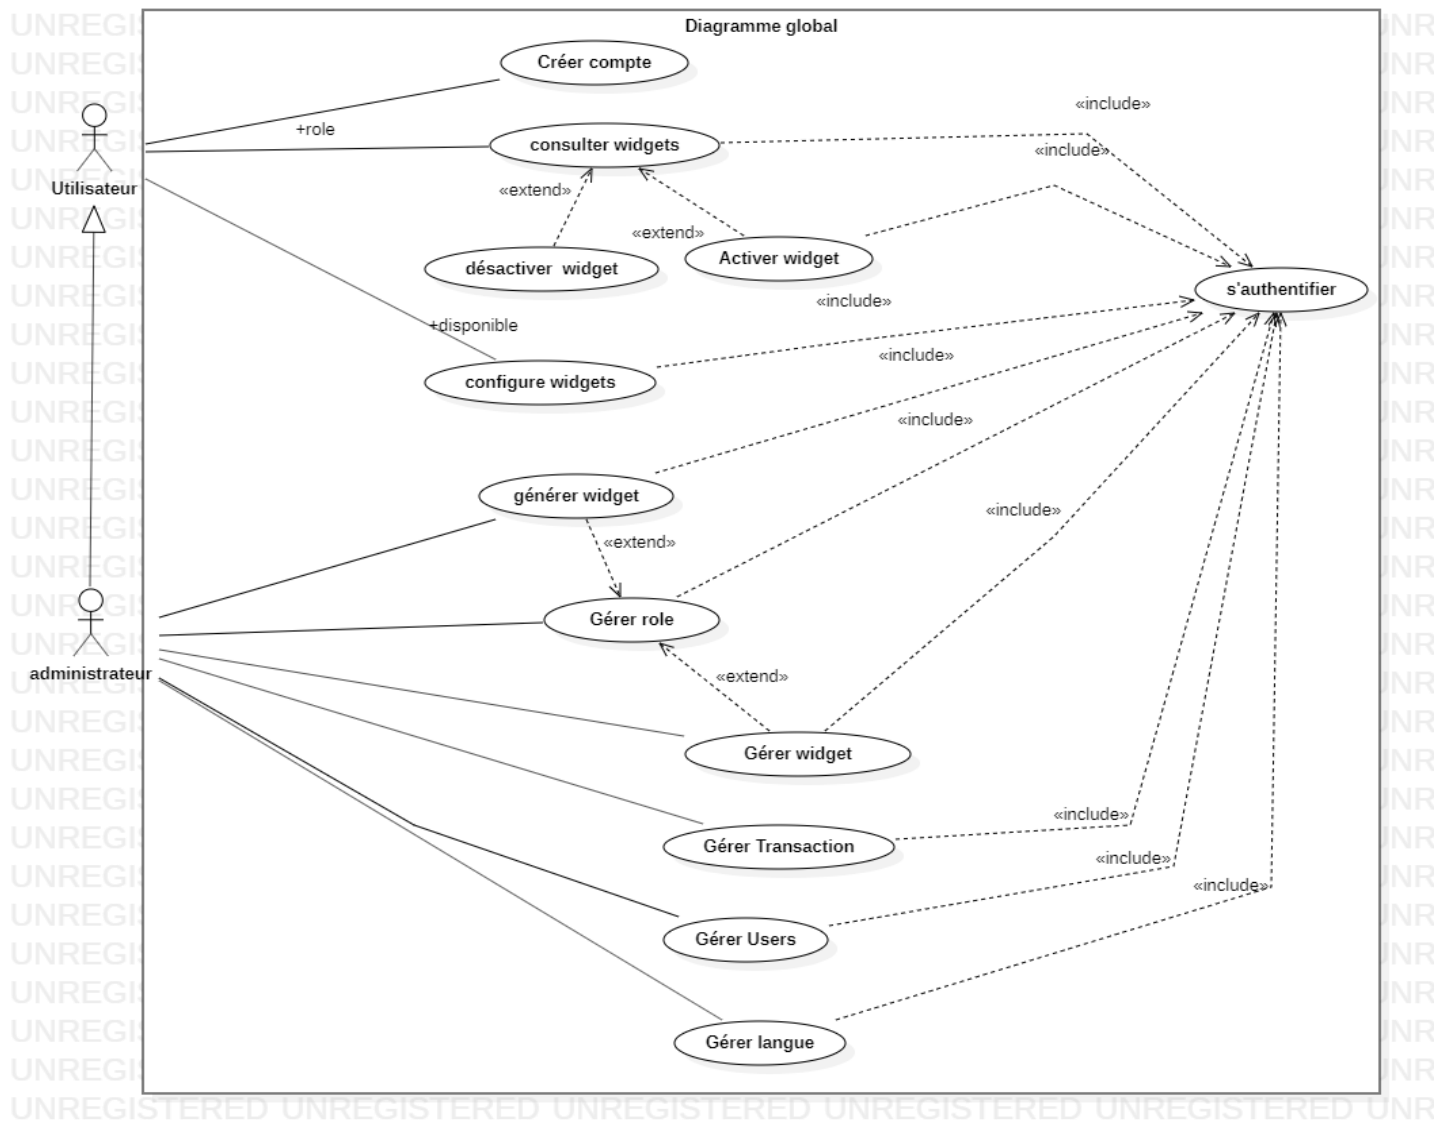 Diagramme global
Créer compte
«include»
+role
consulter widgets
«include»
Utilisateur
«extend»
«extend»
Activer widget
désactiver widget
s'authentifier
«include»
+disponible
«include»
configure widgets
«include»
générer widget
«include»
«extend»
Gérer role
administrateur
«extend»
Gérer widget
«include»
Gérer Transaction
«include»
«include»
Gérer Users
Gérer langue
UNREGISTERED UNREGISTERED UNREGISTERED UNREGISTERED UNREGISTERED UNR